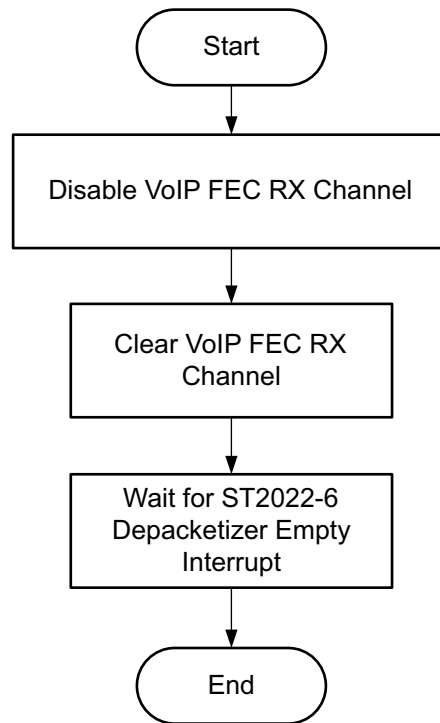 Start
Disable VoIP FEC RX Channel
Clear VoIP FEC RX
Channel
Wait for ST2022-6
Depacketizer Empty
Interrupt
End